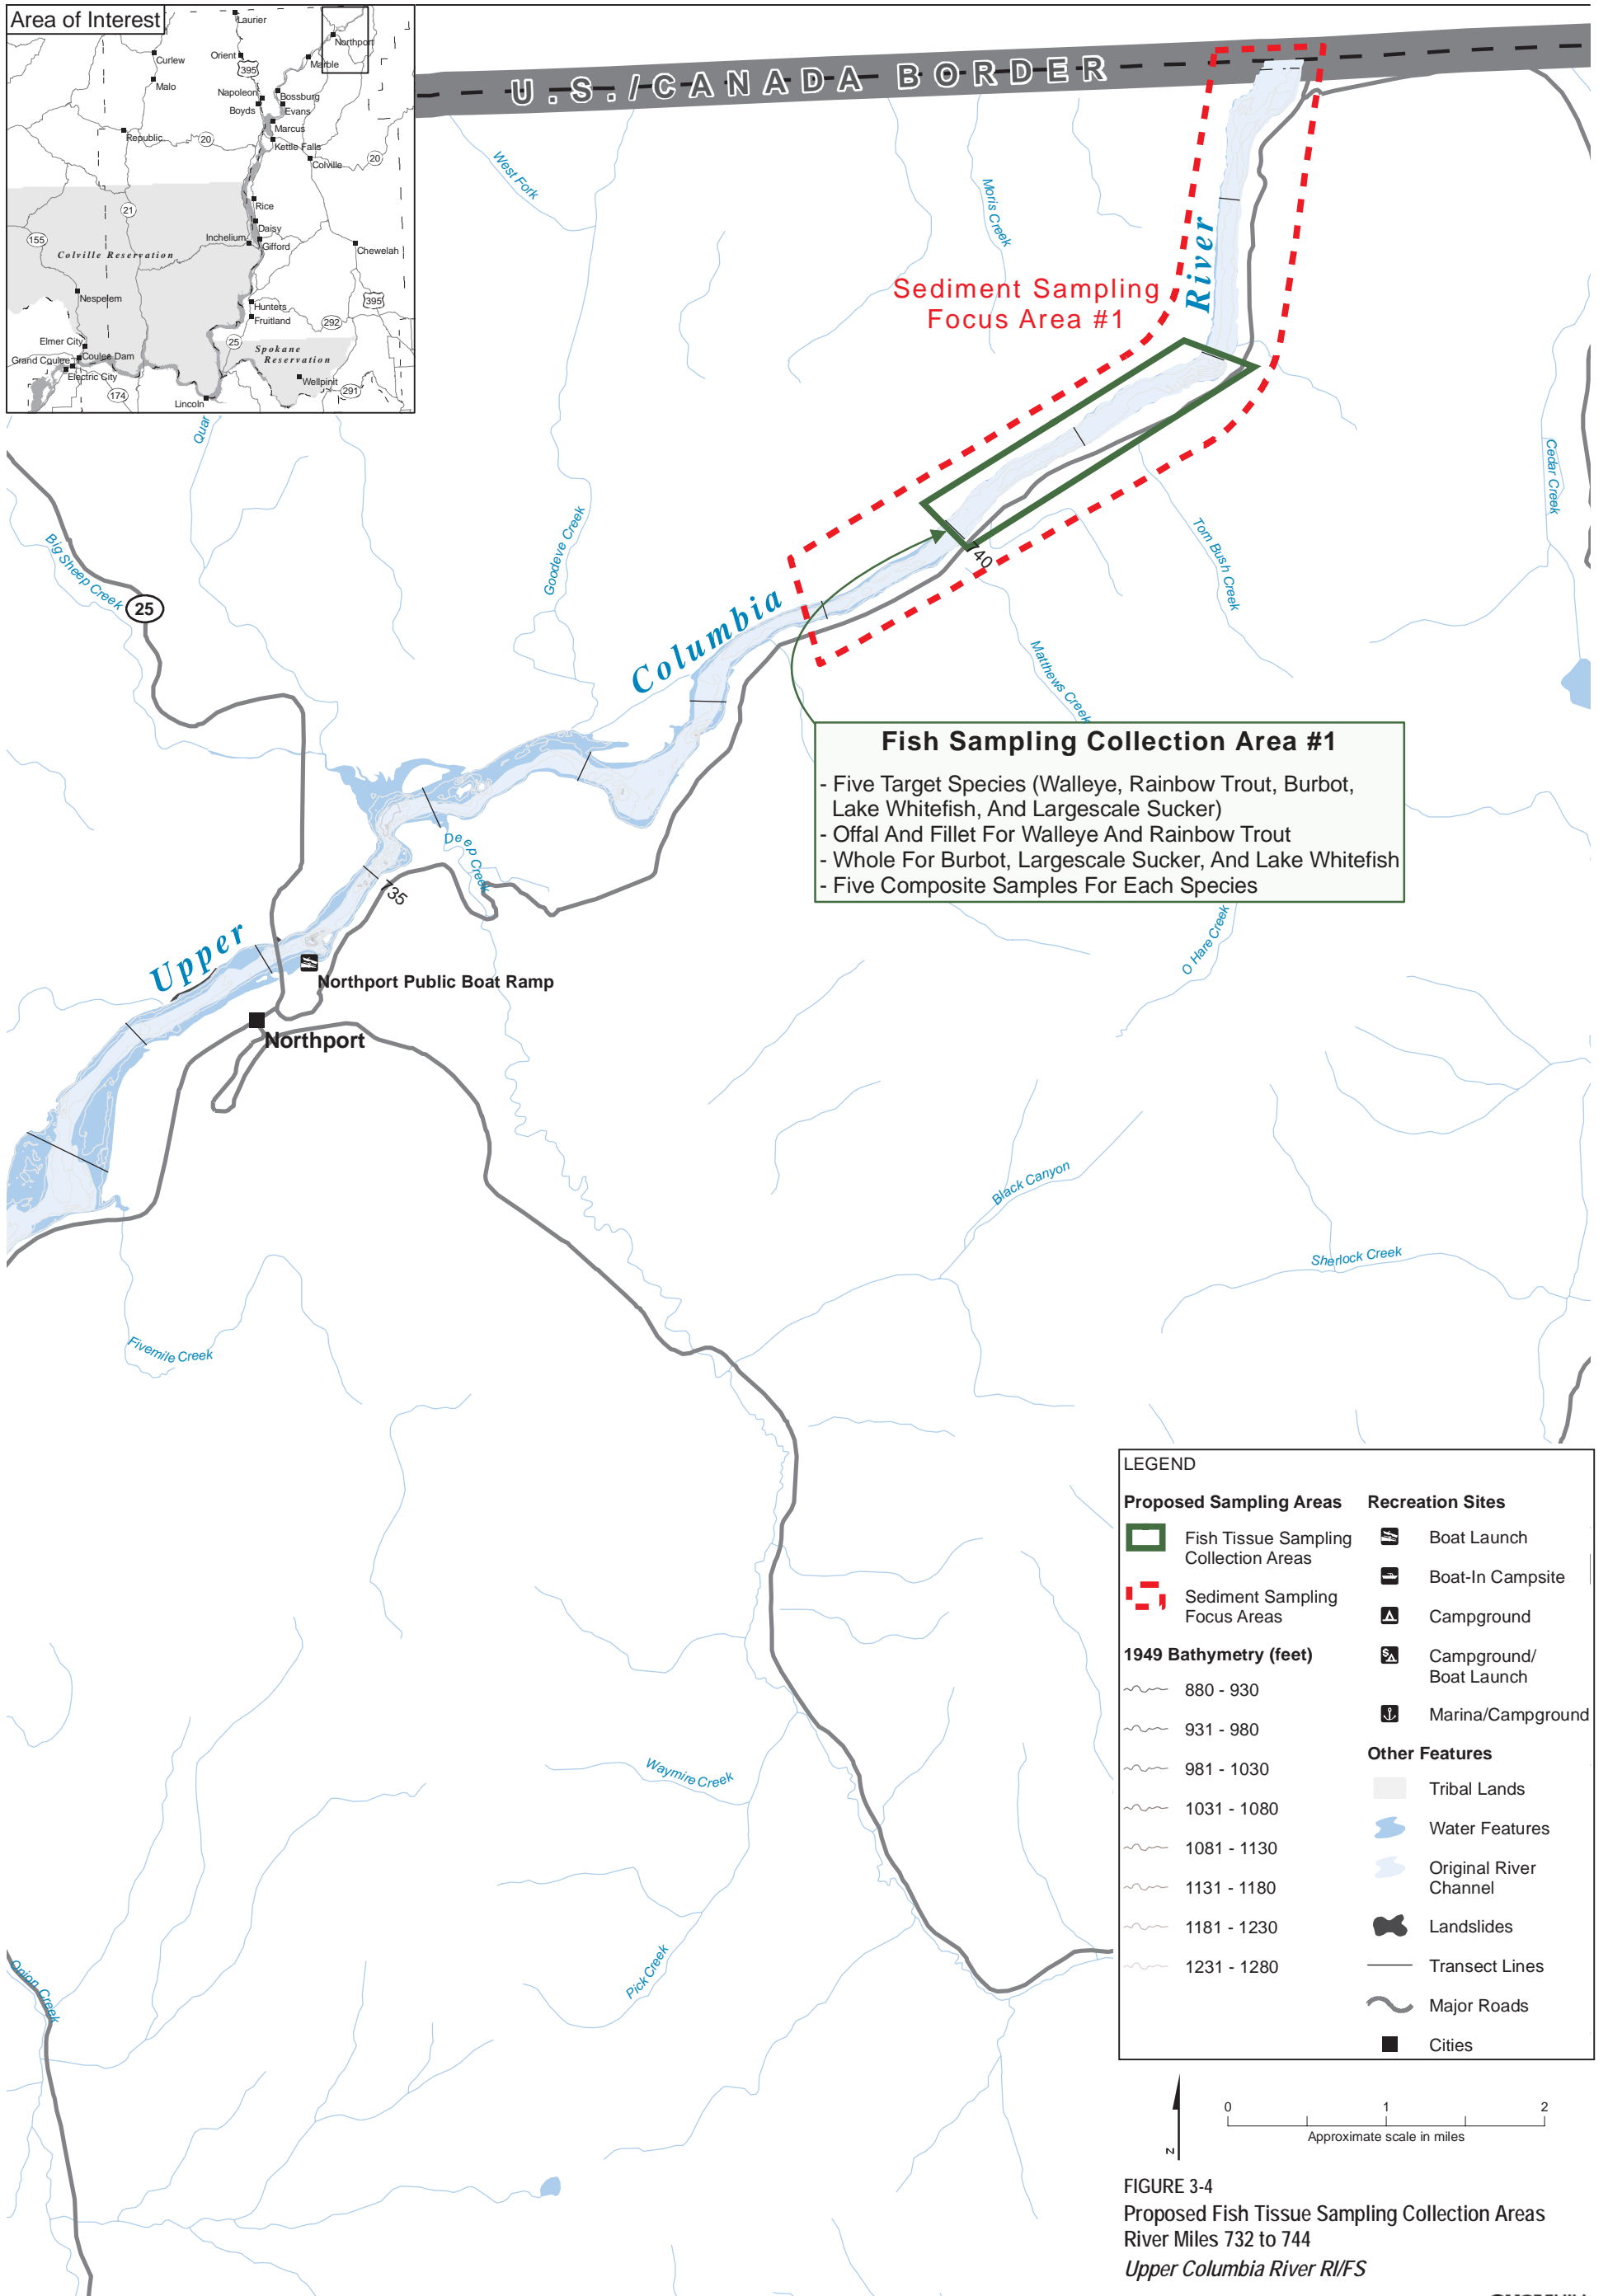 Area of Interest
Laurier
Northport
Curlew
Orient
395
Marble
Malo
Napoleon
Bossburg
Boyds
Evans
Marcus
Republic
20
Kettle Falls
Colville
20
21
Rice
155
Daisy
Inchelium
Gifford
Chewelah
Colville Reservation
Nespelem
Hunters
395
Fruitland
292
Elmer City
25
Spokane
Reservation
Grand Coulee
Coulee Dam
Electric City
Wellpinit
174
291
Lincoln
U.S./CANADA BORDER
West Fork
Moris Creek
River
Sediment Sampling
Focus Area #1
Quar
Cedar Creek
Big Sheep Creek
25
Goodeve Creek
Tom Bush Creek
740
Columbia
Matthews Creek
Fish Sampling Collection Area #1
- Five Target Species (Walleye, Rainbow Trout, Burbot,
Lake Whitefish, And Largescale Sucker)
- Offal And Fillet For Walleye And Rainbow Trout
- Whole For Burbot, Largescale Sucker, And Lake Whitefish
- Five Composite Samples For Each Species
Deep Creek
735
Upper
O Hare Creek
Northport Public Boat Ramp
Northport
Black Canyon
Sherlock Creek
Fivemile Creek
Waymire Creek
Pick Creek
Onion Creek
LEGEND
Proposed Sampling Areas
Fish Tissue Sampling
Collection Areas
Sediment Sampling
Focus Areas
1949 Bathymetry (feet)
880 - 930
931 - 980
981 - 1030
1031 - 1080
1081 - 1130
1131 - 1180
1181 - 1230
1231 - 1280
Recreation Sites
Boat Launch
Boat-In Campsite
Campground
Campground/
Boat Launch
Marina/Campground
Other Features
Tribal Lands
Water Features
Original River
Channel
Landslides
Transect Lines
Major Roads
Cities
0 1 2
Approximate scale in miles
N
FIGURE 3-4
Proposed Fish Tissue Sampling Collection Areas
River Miles 732 to 744
Upper Columbia River RI/FS